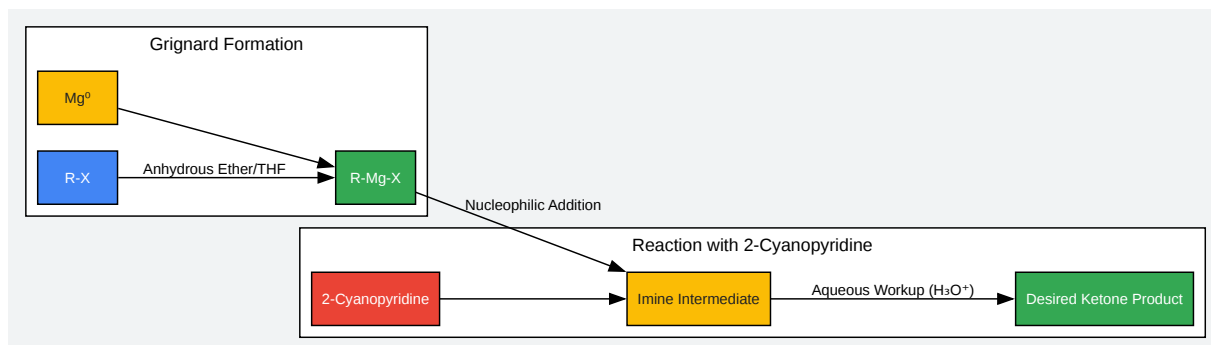 Grignard Formation
Mg⁰
R-X
Anhydrous Ether/THF
R-Mg-X
Nucleophilic Addition
Reaction with 2-Cyanopyridine
2-Cyanopyridine
Imine Intermediate
Aqueous Workup (H₃O⁺)
Desired Ketone Product